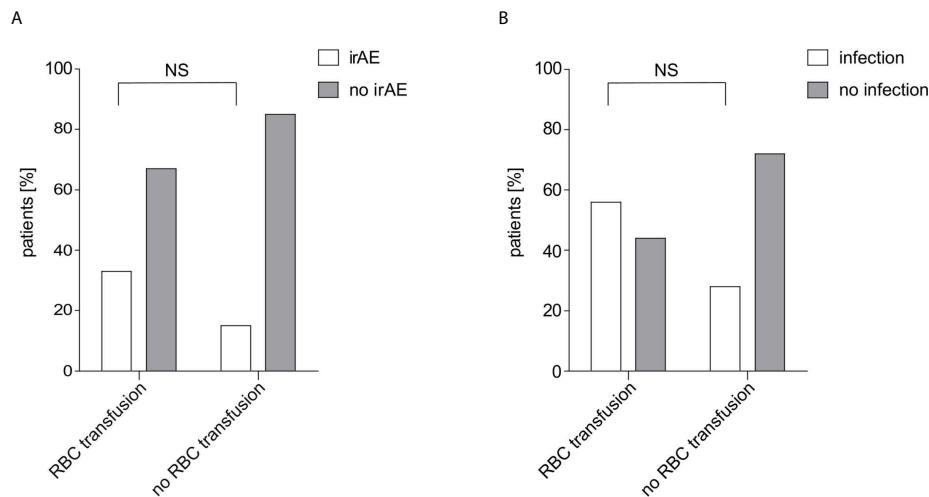 A
irAE
no irAE
NS
100
80
60
40
20
0
patients [%]
RBC transfusion
no RBC transfusion
B
infection
no infection
NS
100
80
60
40
20
0
patients [%]
RBC transfusion
no RBC transfusion